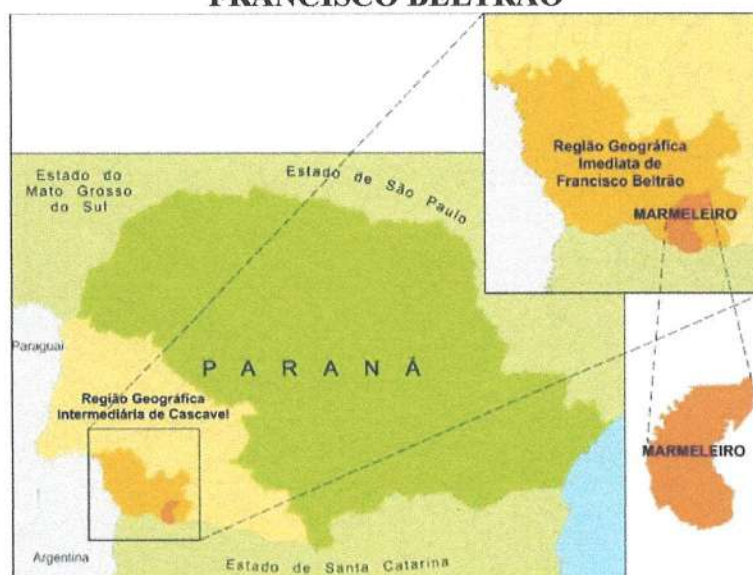 FRANCISCO BELTRÃO
Estado do
Mato Grosso
do Sul
Estado de São Paulo
Região Geográfica
Imediata de
Francisco Beltrão
MARMELEIRO
Paraguai
PARANÁ
Região Geográfica
Intermediária de Cascavel
MARMELEIRO
Argentina
Estado de Santa Catarina